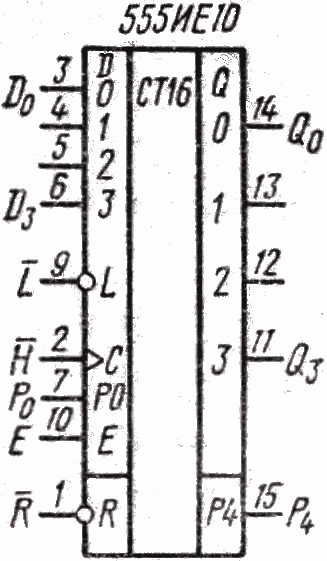 555ИЕ10
D0 3 D 0 СТ16 Q
4 1 0 14 Q0
5 2
D3 6 3 1 13
L̅ 9 L 2 12
H̅ 2 C 3 11 Q3
P0 7 P0
E 10 E
R̅ 1 R P4 15 P4